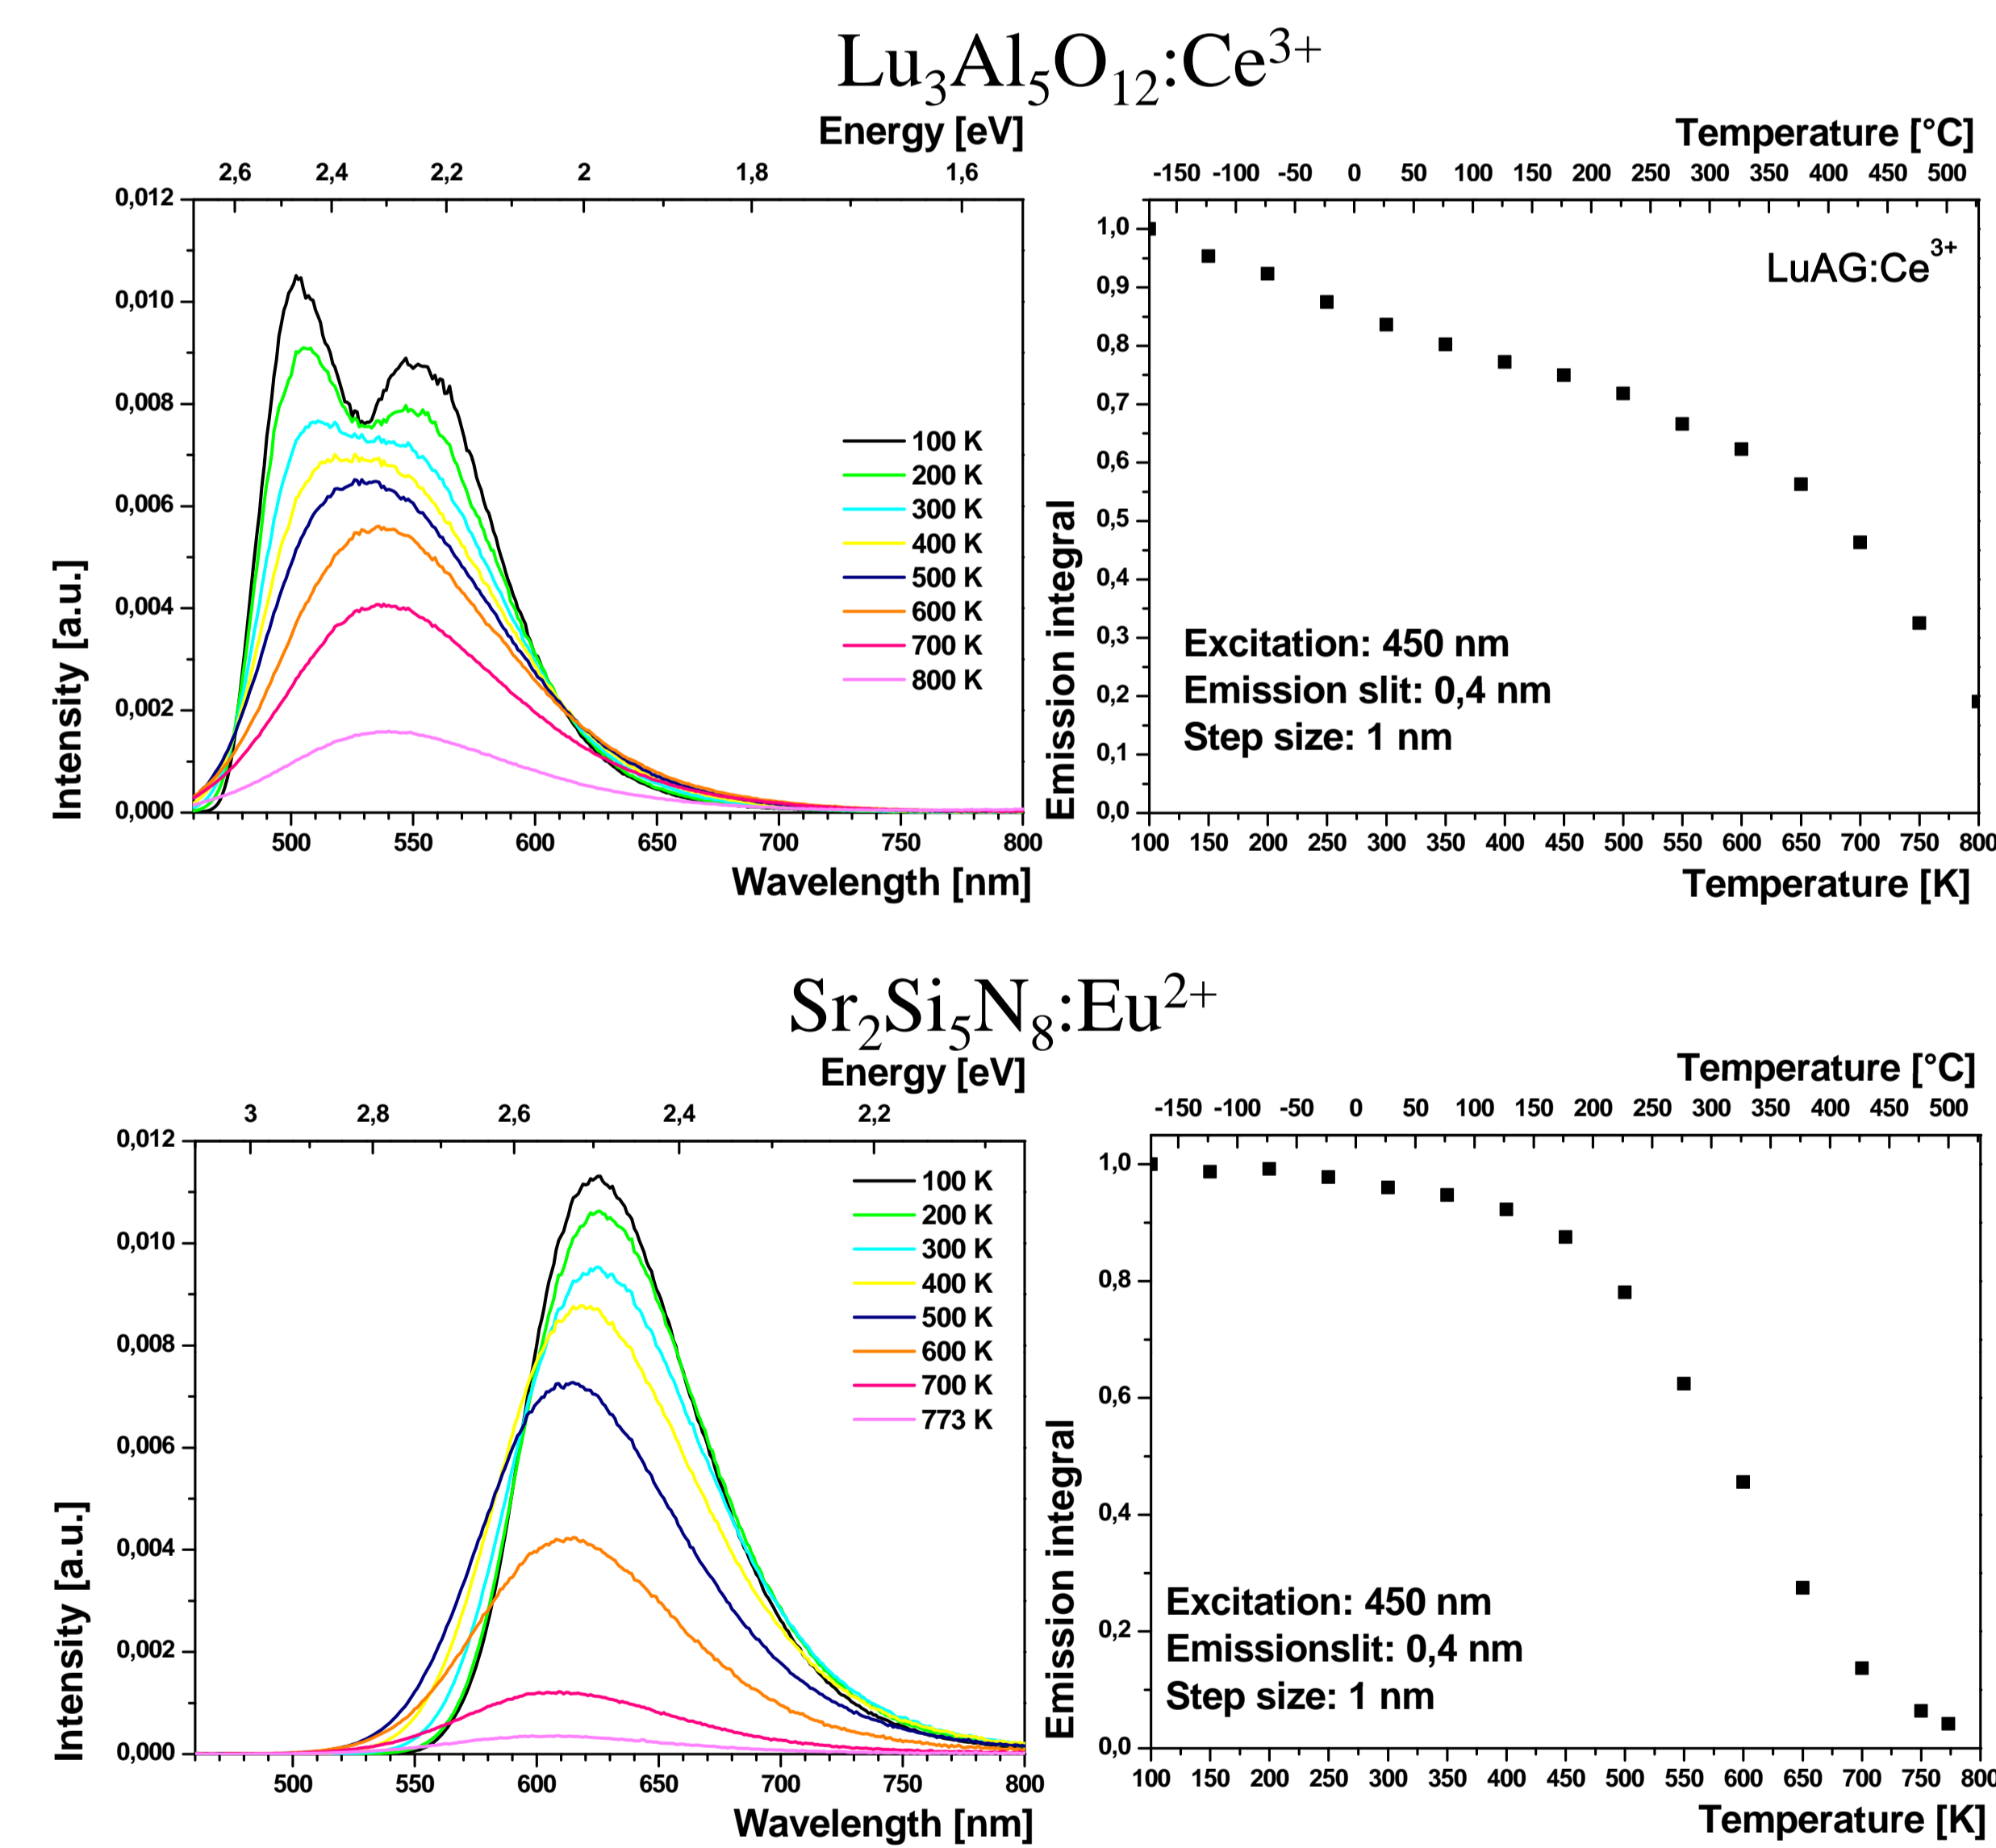 Lu₃Al₅O₁₂:Ce³⁺
Energy [eV]
2,6 2,4 2,2 2 1,8 1,6
0,012
0,010
0,008
0,006
0,004
0,002
0,000
Intensity [a.u.]
100 K
200 K
300 K
400 K
500 K
600 K
700 K
800 K
500 550 600 650 700 750 800
Wavelength [nm]
Temperature [°C]
-150 -100 -50 0 50 100 150 200 250 300 350 400 450 500
1,0
0,9
0,8
0,7
0,6
0,5
0,4
0,3
0,2
0,1
0,0
Emission integral
LuAG:Ce³⁺
Excitation: 450 nm
Emission slit: 0,4 nm
Step size: 1 nm
100 150 200 250 300 350 400 450 500 550 600 650 700 750 800
Temperature [K]
Sr₂Si₅N₈:Eu²⁺
Energy [eV]
3 2,8 2,6 2,4 2,2
0,012
0,010
0,008
0,006
0,004
0,002
0,000
Intensity [a.u.]
100 K
200 K
300 K
400 K
500 K
600 K
700 K
773 K
500 550 600 650 700 750 800
Wavelength [nm]
Temperature [°C]
-150 -100 -50 0 50 100 150 200 250 300 350 400 450 500
1,0
0,8
0,6
0,4
0,2
0,0
Emission integral
Excitation: 450 nm
Emissionslit: 0,4 nm
Step size: 1 nm
100 150 200 250 300 350 400 450 500 550 600 650 700 750 800
Temperature [K]